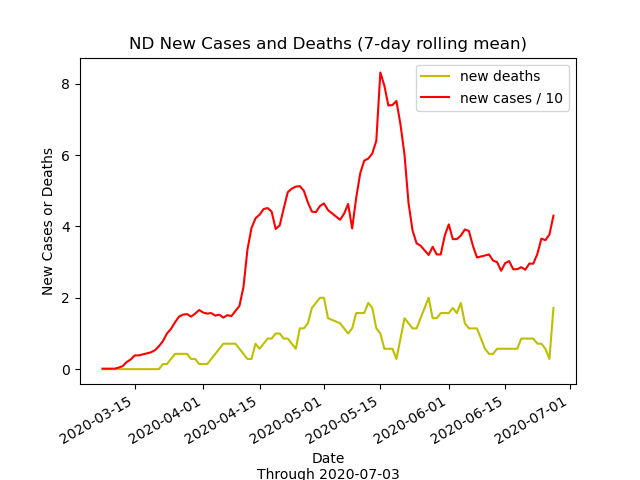 ND New Cases and Deaths (7-day rolling mean)
new deaths
new cases / 10
New Cases or Deaths
8
6
4
2
0
2020-03-15
2020-04-01
2020-04-15
2020-05-01
2020-05-15
2020-06-01
2020-06-15
2020-07-01
Date
Through 2020-07-03